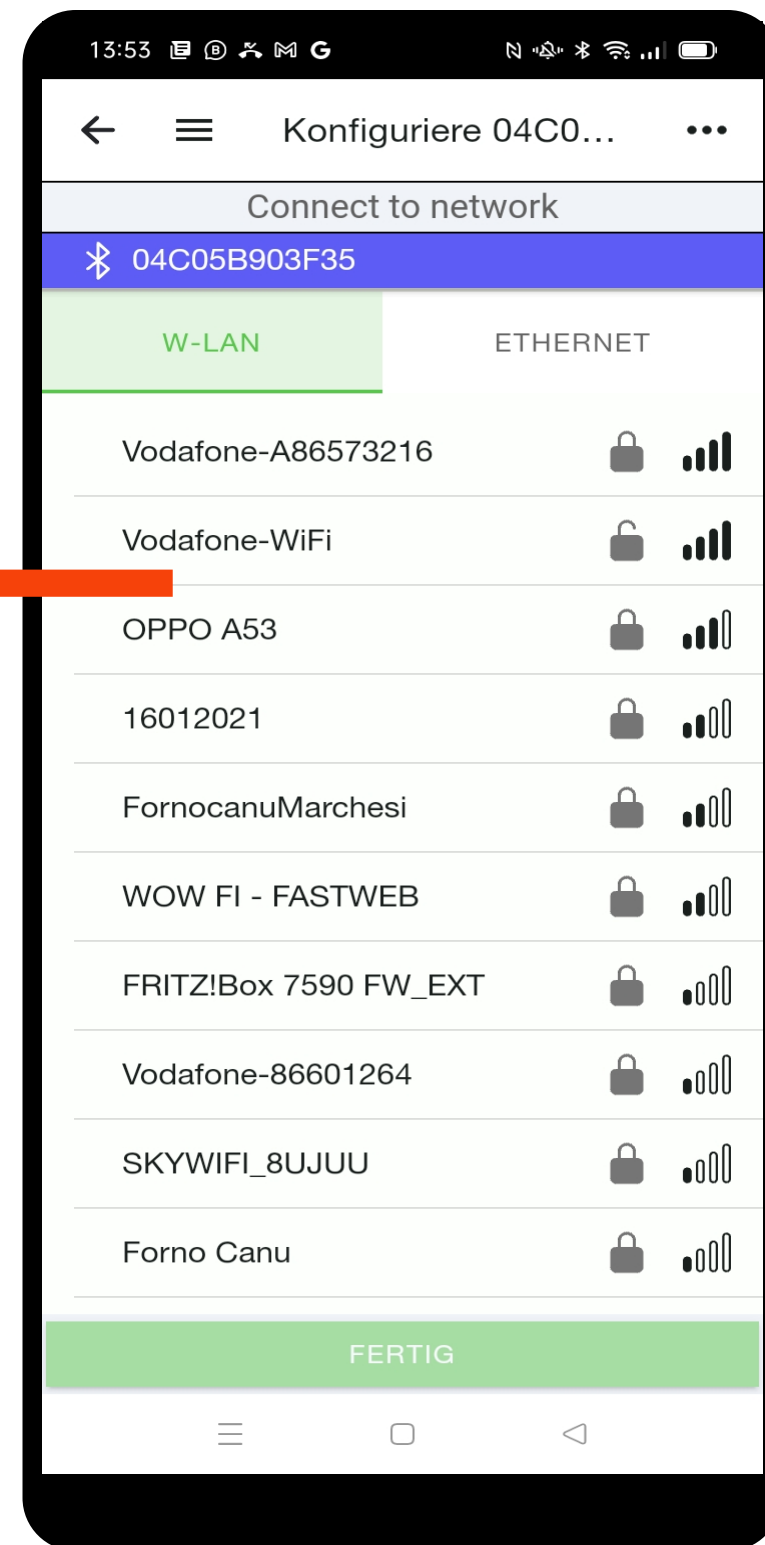 13:53
Konfiguriere 04C0...
Connect to network
04C05B903F35
W-LAN ETHERNET
Vodafone-A86573216
Vodafone-WiFi
OPPO A53
16012021
FornocanuMarchesi
WOW FI - FASTWEB
FRITZ!Box 7590 FW_EXT
Vodafone-86601264
SKYWIFI_8UJUU
Forno Canu
FERTIG